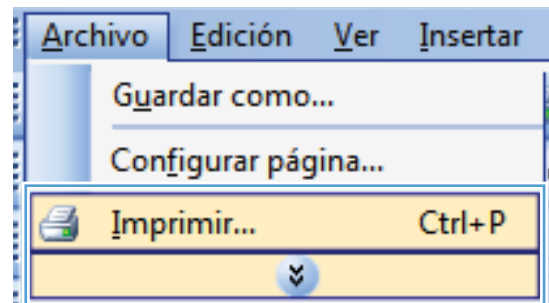 Archivo Edición Ver Insertar
Guardar como...
Configurar página...
Imprimir... Ctrl+P